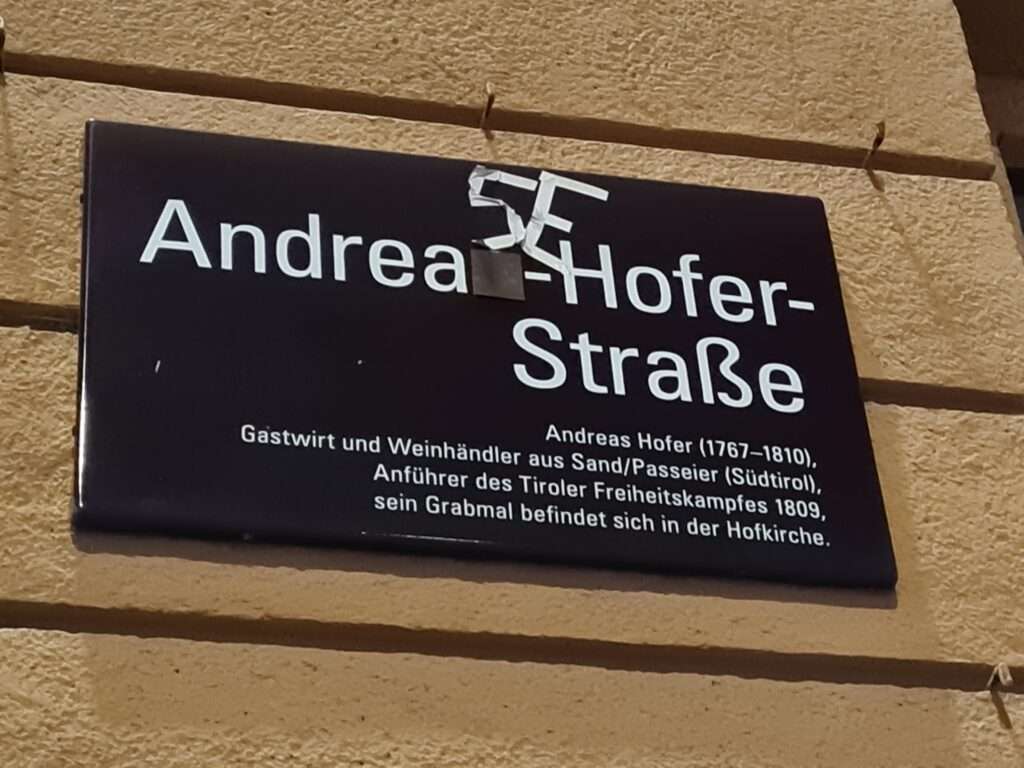 SE
Andrea -Hofer-
Straße
Andreas Hofer (1767–1810),
Gastwirt und Weinhändler aus Sand/Passeier (Südtirol),
Anführer des Tiroler Freiheitskampfes 1809,
sein Grabmal befindet sich in der Hofkirche.